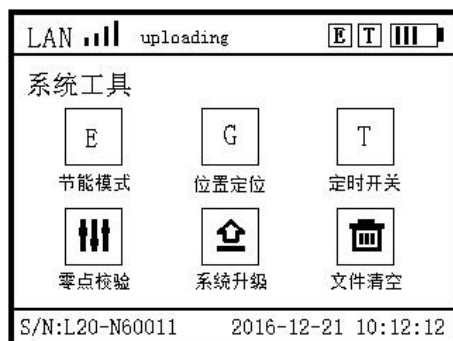 LAN uploading E T
系统工具
E G T
节能模式 位置定位 定时开关
零点校验 系统升级 文件清空
S/N:L20-N60011 2016-12-21 10:12:12